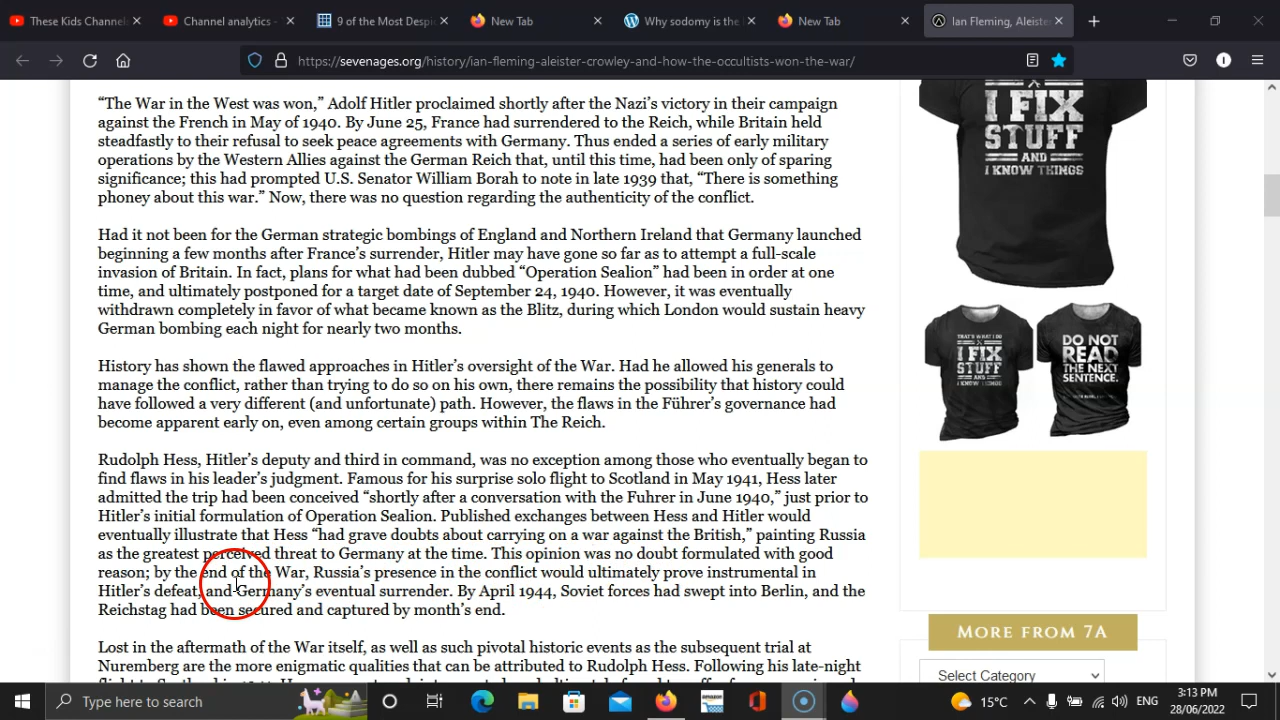 These Kids Channel
Channel analytics -
9 of the Most Despi
New Tab
Why sodomy is the
New Tab
Ian Fleming, Aleiste
https://sevenages.org/history/ian-fleming-aleister-crowley-and-how-the-occultists-won-the-war/
“The War in the West was won,” Adolf Hitler proclaimed shortly after the Nazi’s victory in their campaign
against the French in May of 1940. By June 25, France had surrendered to the Reich, while Britain held
steadfastly to their refusal to seek peace agreements with Germany. Thus ended a series of early military
operations by the Western Allies against the German Reich that, until this time, had been only of sparing
significance; this had prompted U.S. Senator William Borah to note in late 1939 that, “There is something
phoney about this war.” Now, there was no question regarding the authenticity of the conflict.
Had it not been for the German strategic bombings of England and Northern Ireland that Germany launched
beginning a few months after France’s surrender, Hitler may have gone so far as to attempt a full-scale
invasion of Britain. In fact, plans for what had been dubbed “Operation Sealion” had been in order at one
time, and ultimately postponed for a target date of September 24, 1940. However, it was eventually
withdrawn completely in favor of what became known as the Blitz, during which London would sustain heavy
German bombing each night for nearly two months.
History has shown the flawed approaches in Hitler’s oversight of the War. Had he allowed his generals to
manage the conflict, rather than trying to do so on his own, there remains the possibility that history could
have followed a very different (and unfortunate) path. However, the flaws in the Führer’s governance had
become apparent early on, even among certain groups within The Reich.
Rudolph Hess, Hitler’s deputy and third in command, was no exception among those who eventually began to
find flaws in his leader’s judgment. Famous for his surprise solo flight to Scotland in May 1941, Hess later
admitted the trip had been conceived “shortly after a conversation with the Fuhrer in June 1940,” just prior to
Hitler’s initial formulation of Operation Sealion. Published exchanges between Hess and Hitler would
eventually illustrate that Hess “had grave doubts about carrying on a war against the British,” painting Russia
as the greatest perceived threat to Germany at the time. This opinion was no doubt formulated with good
reason; by the end of the War, Russia’s presence in the conflict would ultimately prove instrumental in
Hitler’s defeat, and Germany’s eventual surrender. By April 1944, Soviet forces had swept into Berlin, and the
Reichstag had been secured and captured by month’s end.
Lost in the aftermath of the War itself, as well as such pivotal historic events as the subsequent trial at
Nuremberg are the more enigmatic qualities that can be attributed to Rudolph Hess. Following his late-night
I FIX
STUFF
AND
I KNOW THINGS
THAT'S WHAT I DO
I FIX
STUFF
AND
I KNOW THINGS
DO NOT
READ
THE NEXT
SENTENCE.
MORE FROM 7A
Select Category
Type here to search
15°C
ENG
3:13 PM
28/06/2022